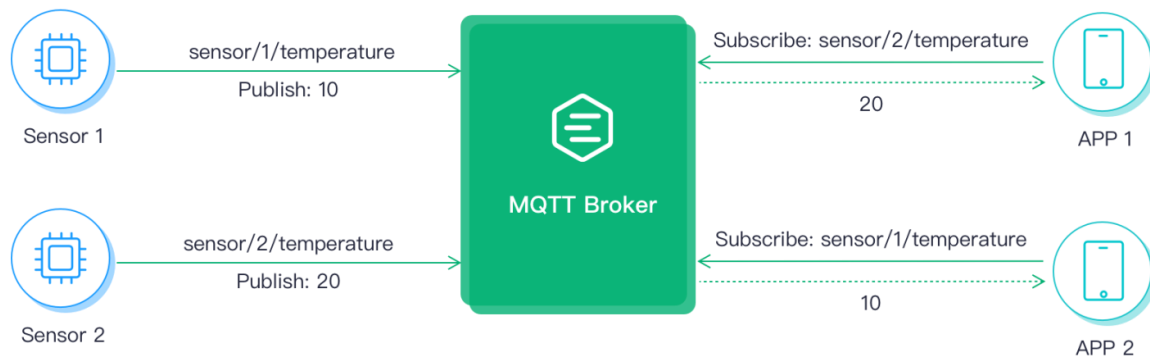 sensor/1/temperature
Publish: 10
Sensor 1
Subscribe: sensor/2/temperature
20
APP 1
MQTT Broker
sensor/2/temperature
Publish: 20
Sensor 2
Subscribe: sensor/1/temperature
10
APP 2